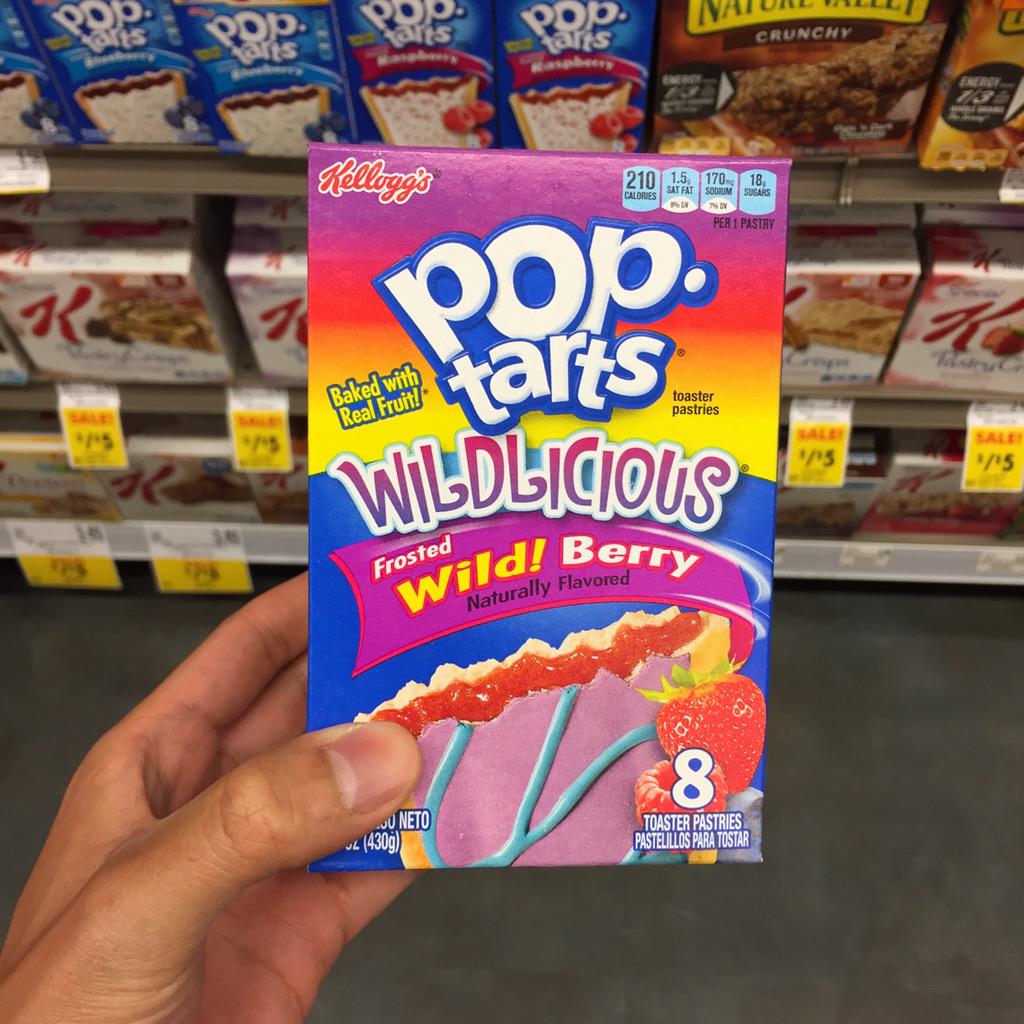 POP.
tarts
Blueberry
POP.
tarts
Blueberry
POP.
tarts
Raspberry
POP.
tarts
Raspberry
NATURE VALLEY
CRUNCHY
Kellogg's®
210
CALORIES
1.5g
SAT FAT
8% DV
170mg
SODIUM
7% DV
18g
SUGARS
PER 1 PASTRY
POP.
tarts®
Baked with
Real Fruit!*
toaster
pastries
WILDLICIOUS®
Frosted
Wild! Berry
Naturally Flavored
NETO
(430g)
8
TOASTER PASTRIES
PASTELILLOS PARA TOSTAR
K
K
K
K
SALE!
SALE!
SALE!
SALE!